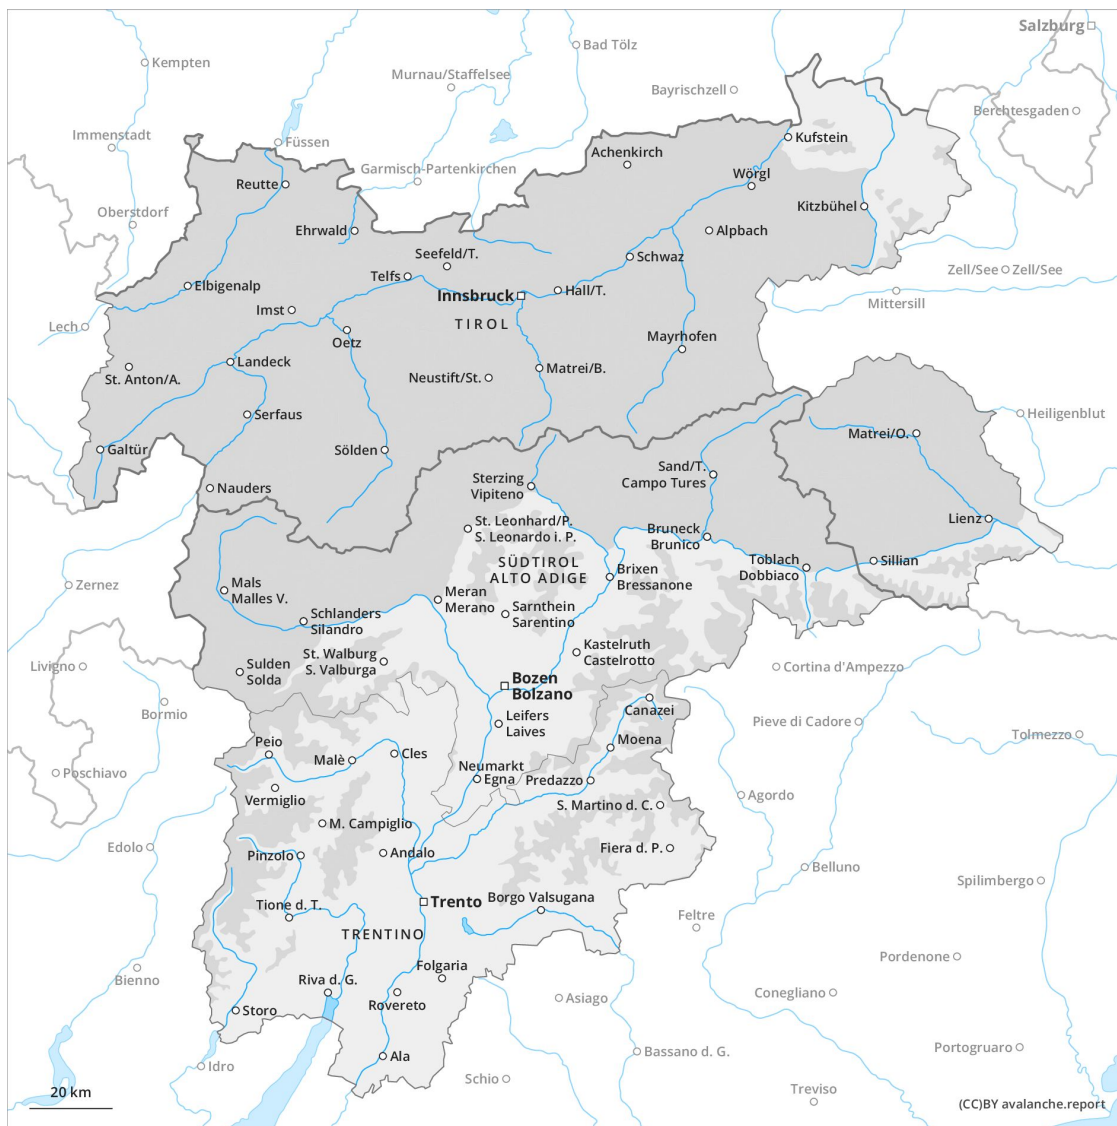 Salzburg
Bad Tölz
Kempten
Murnau/Staffelsee
Bayrischzell
Berchtesgaden
Immenstadt
Füssen
Kufstein
Achenkirch
Garmisch-Partenkirchen
Wörgl
Reutte
Kitzbühel
Oberstdorf
Ehrwald
Alpbach
Seefeld/T.
Schwaz
Zell/See
Zell/See
Telfs
Elbigenalp
Innsbruck
Hall/T.
Mittersill
Imst
TIROL
Lech
Oetz
Mayrhofen
Landeck
Matrei/B.
St. Anton/A.
Neustift/St.
Serfaus
Heiligenblut
Matrei/O.
Galtür
Sölden
Sand/T.
Campo Tures
Sterzing
Vipiteno
Nauders
Lienz
St. Leonhard/P.
S. Leonardo i. P.
Bruneck
Brunico
SÜDTIROL
ALTO ADIGE
Toblach
Dobbiaco
Sillian
Brixen
Bressanone
Zernez
Mals
Malles V.
Meran
Merano
Sarnthein
Sarentino
Schlanders
Silandro
Kastelruth
Castelrotto
St. Walburg
S. Valburga
Livigno
Sulden
Solda
Cortina d'Ampezzo
Bozen
Bolzano
Bormio
Canazei
Leifers
Laives
Pieve di Cadore
Tolmezzo
Moena
Peio
Cles
Malè
Poschiavo
Neumarkt
Egna
Predazzo
Vermiglio
Agordo
S. Martino d. C.
M. Campiglio
Edolo
Pinzolo
Andalo
Fiera d. P.
Belluno
Spilimbergo
Trento
Borgo Valsugana
Tione d. T.
Feltre
TRENTINO
Pordenone
Bienno
Folgaria
Riva d. G.
Rovereto
Asiago
Conegliano
Storo
Portogruaro
Bassano d. G.
Ala
Idro
Schio
Treviso
20 km
(CC)BY avalanche.report